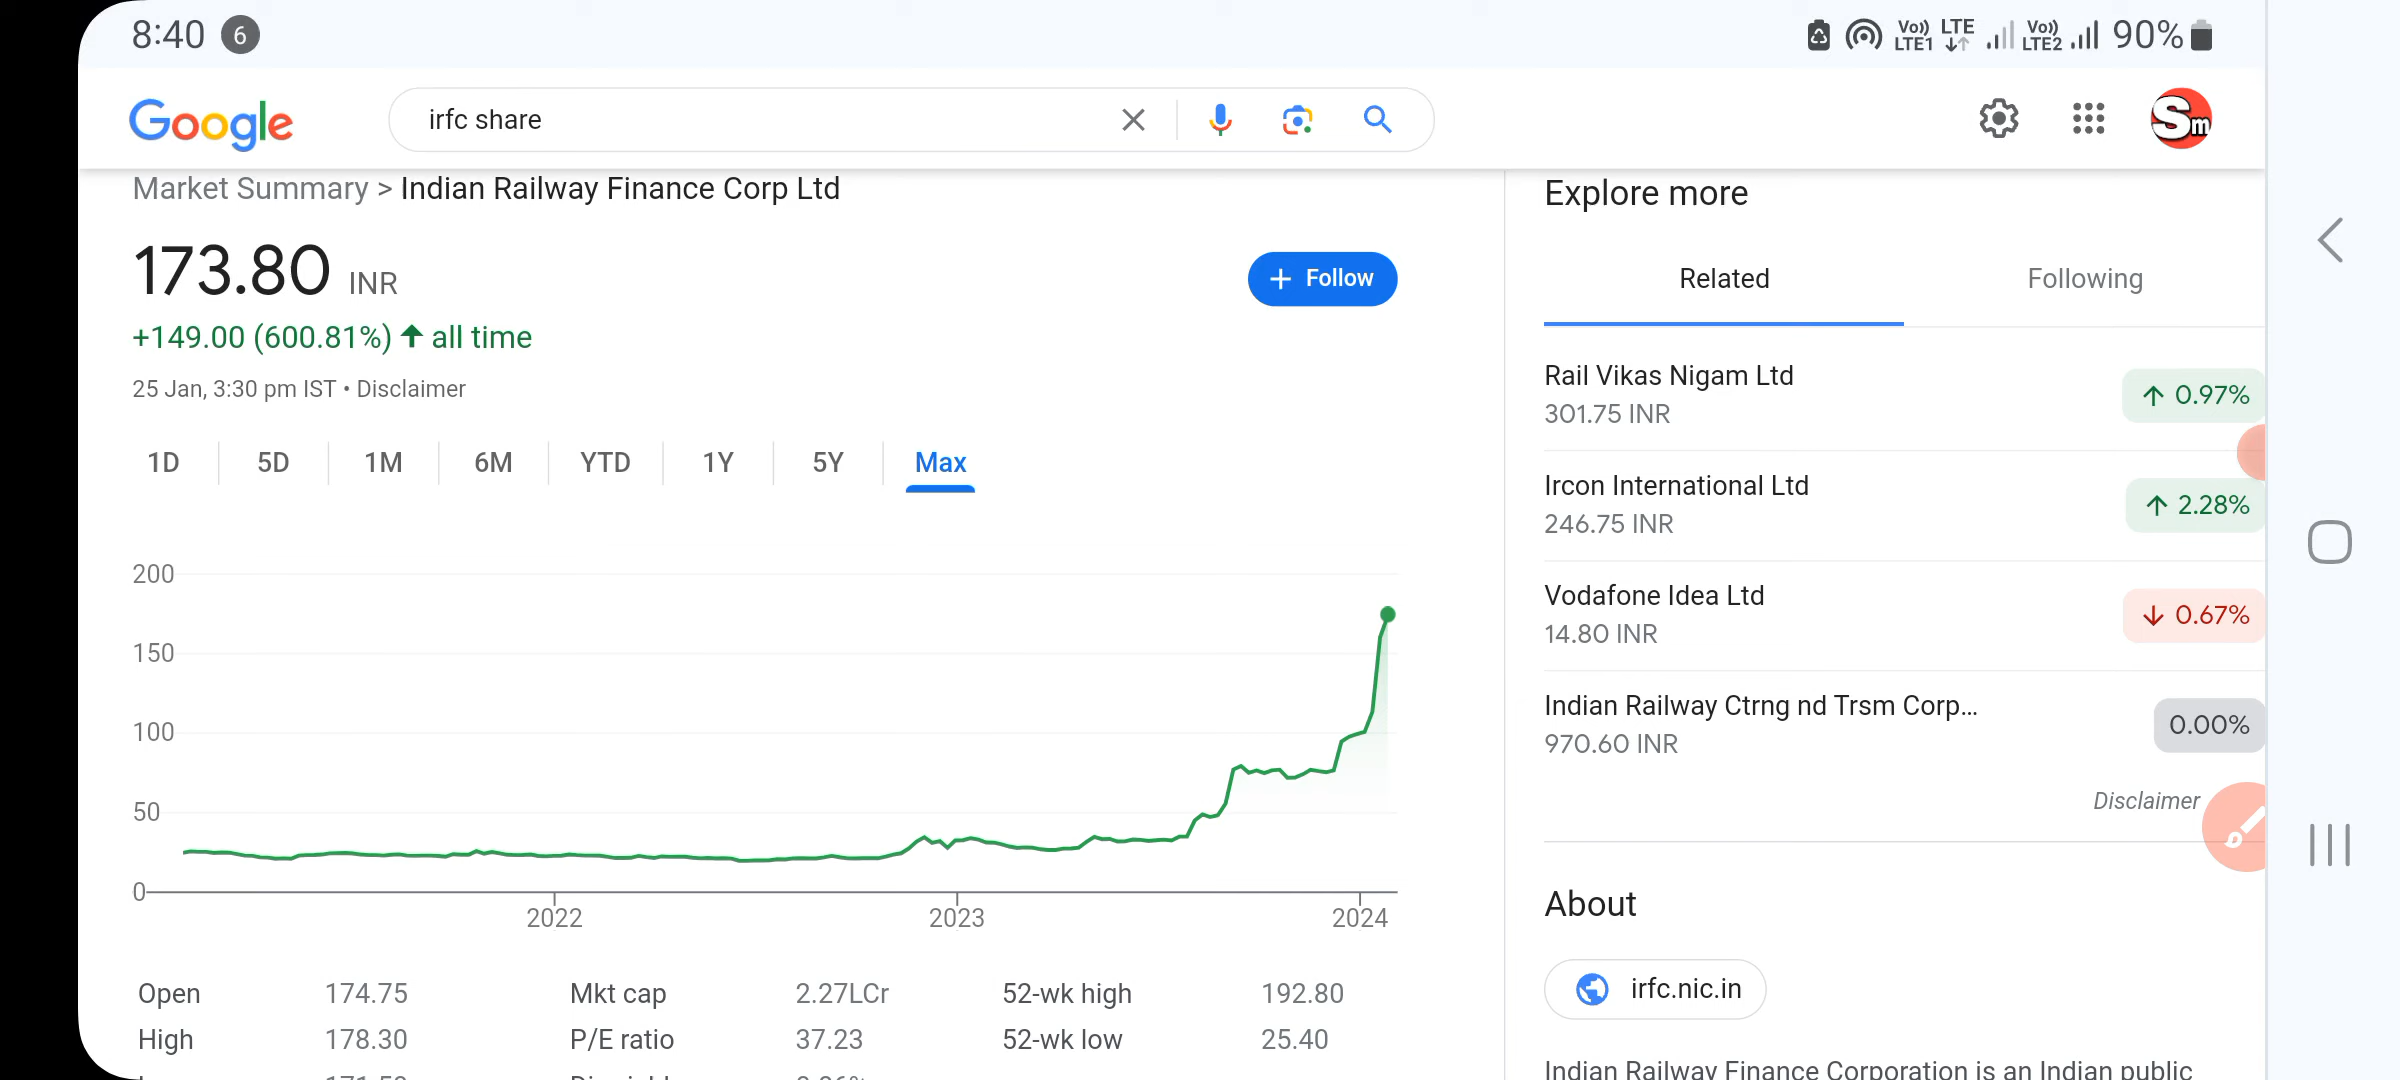 8:40 6 Vo)) LTE1 LTE Vo)) LTE2 90%
Google irfc share Sm
Market Summary > Indian Railway Finance Corp Ltd
173.80 INR
+ Follow
+149.00 (600.81%) all time
25 Jan, 3:30 pm IST • Disclaimer
1D 5D 1M 6M YTD 1Y 5Y Max
200
150
100
50
0
2022 2023 2024
Open 174.75 Mkt cap 2.27LCr 52-wk high 192.80
High 178.30 P/E ratio 37.23 52-wk low 25.40
Explore more
Related Following
Rail Vikas Nigam Ltd
301.75 INR
0.97%
Ircon International Ltd
246.75 INR
2.28%
Vodafone Idea Ltd
14.80 INR
0.67%
Indian Railway Ctrng nd Trsm Corp...
970.60 INR
0.00%
Disclaimer
About
irfc.nic.in
Indian Railway Finance Corporation is an Indian public